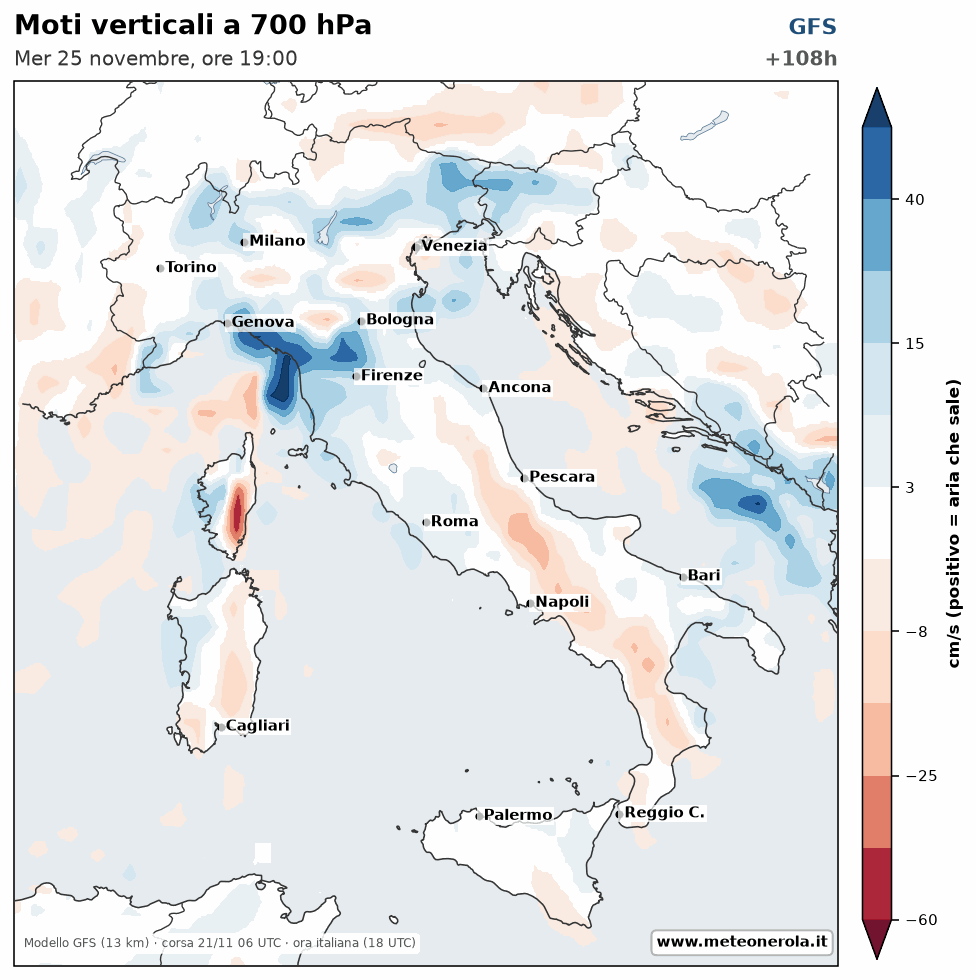 Moti verticali a 700 hPa
GFS
Mer 25 novembre, ore 19:00
+108h
40
15
3
−8
−25
−60
cm/s (positivo = aria che sale)
Milano
Venezia
Torino
Genova
Bologna
Firenze
Ancona
Pescara
Roma
Bari
Napoli
Cagliari
Palermo
Reggio C.
Modello GFS (13 km) · corsa 21/11 06 UTC · ora italiana (18 UTC)
www.meteonerola.it